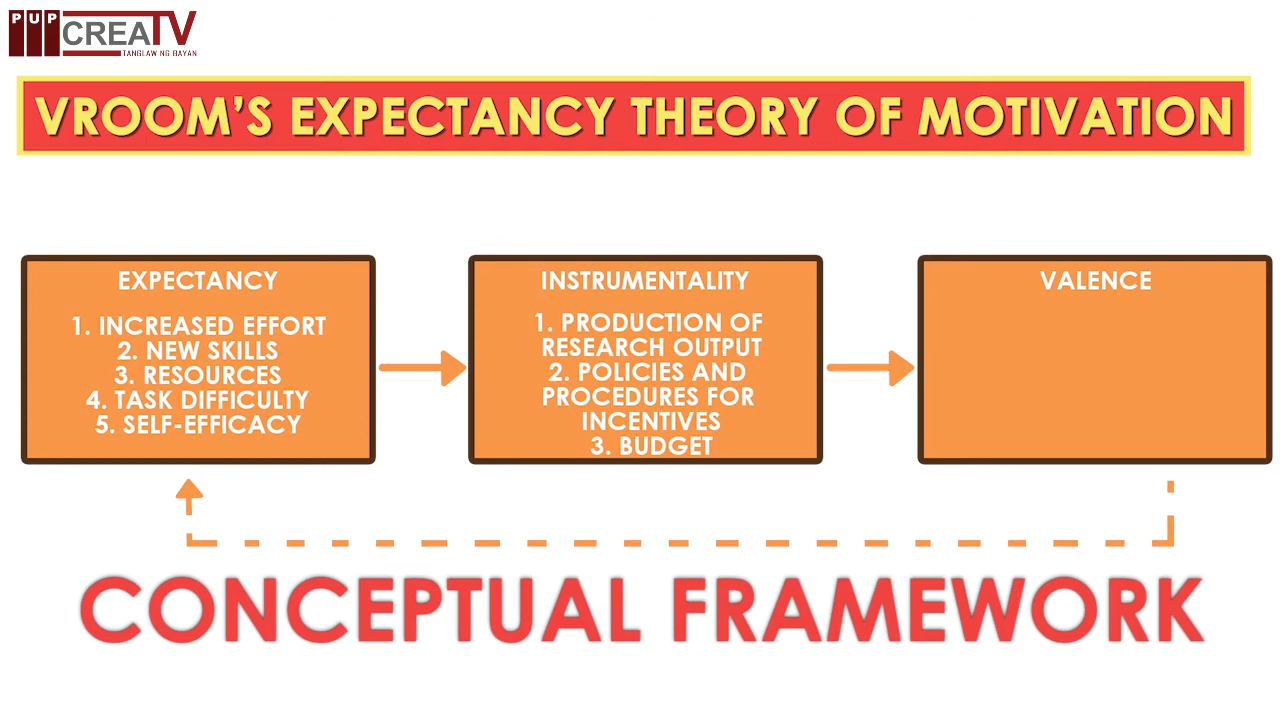 PUP
CREATV
TANGLAW NG BAYAN
VROOM'S EXPECTANCY THEORY OF MOTIVATION
EXPECTANCY
1. INCREASED EFFORT
2. NEW SKILLS
3. RESOURCES
4. TASK DIFFICULTY
5. SELF-EFFICACY
INSTRUMENTALITY
1. PRODUCTION OF
RESEARCH OUTPUT
2. POLICIES AND
PROCEDURES FOR
INCENTIVES
3. BUDGET
VALENCE
CONCEPTUAL FRAMEWORK